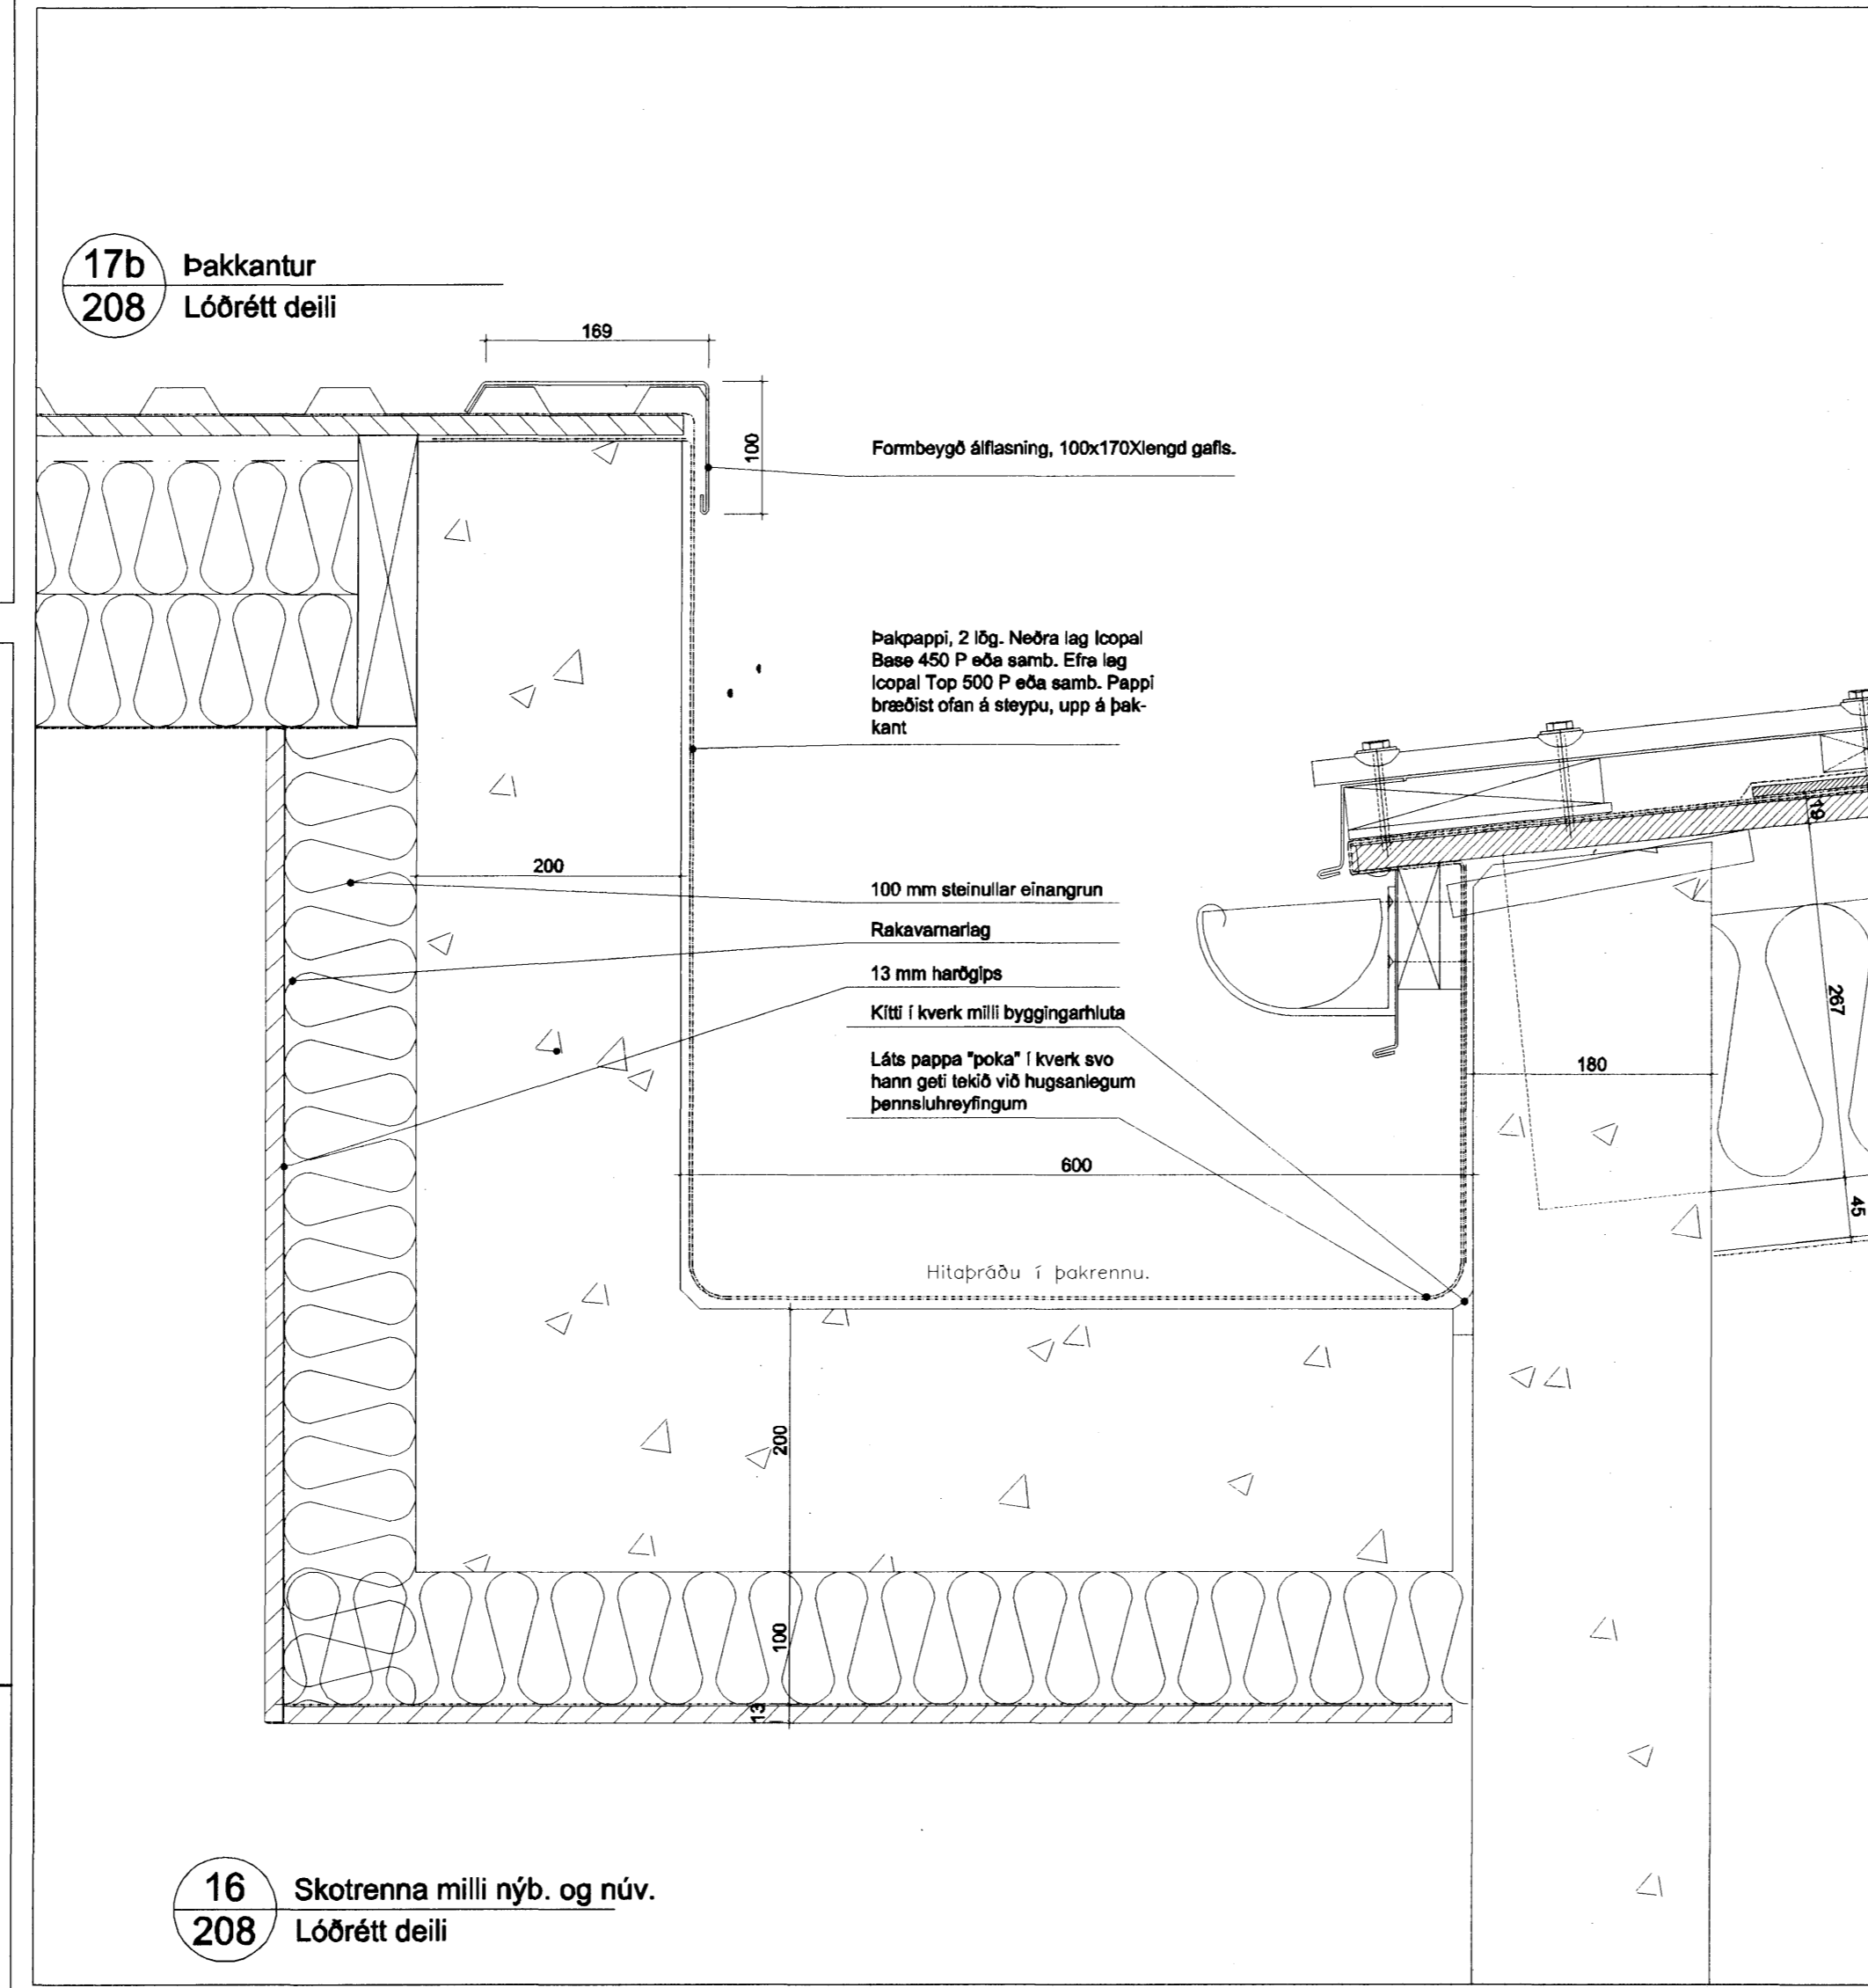 17b
208
Þakkantur
Lóðrétt deili
169
100
Formbeygð álflasning, 100x170Xlengd gafls.
Þakpappi, 2 lög. Neðra lag Icopal
Base 450 P eða samb. Efra lag
Icopal Top 500 P eða samb. Pappi
bræðist ofan á steypu, upp á þak-
kant
19
200
100 mm steinullar einangrun
Rakavarnarlag
13 mm harðgips
267
Kítti í kverk milli byggingarhluta
Láts pappa "poka" í kverk svo
hann geti tekið við hugsanlegum
þennsluhreyfingum
180
600
45
Hitaþráðu í þakrennu.
200
100
13
16
208
Skotrenna milli nýb. og núv.
Lóðrétt deili